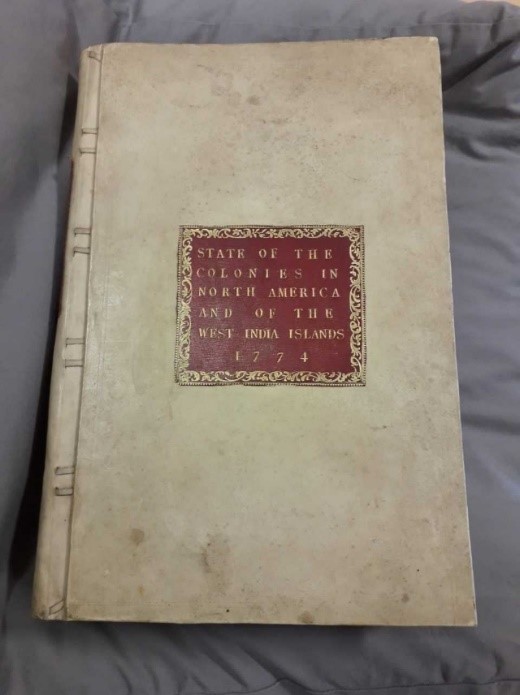 STATE OF THE
COLONIES IN
NORTH AMERICA
AND OF THE
WEST INDIA ISLANDS
1774